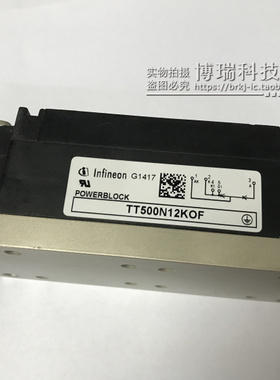 实物拍摄 博瑞科技
盗图必究 https://brkj-ic.com
Infineon G1417
POWERBLOCK
TT500N12KOF